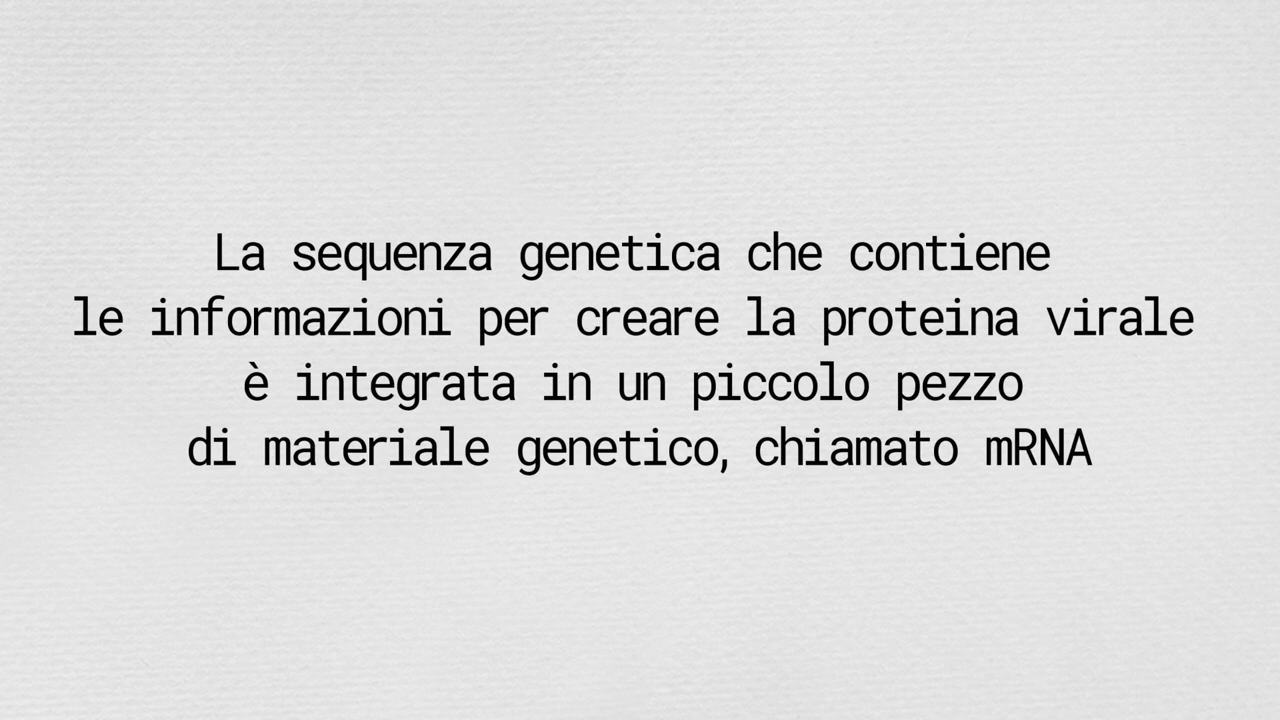 La sequenza genetica che contiene
le informazioni per creare la proteina virale
è integrata in un piccolo pezzo
di materiale genetico, chiamato mRNA